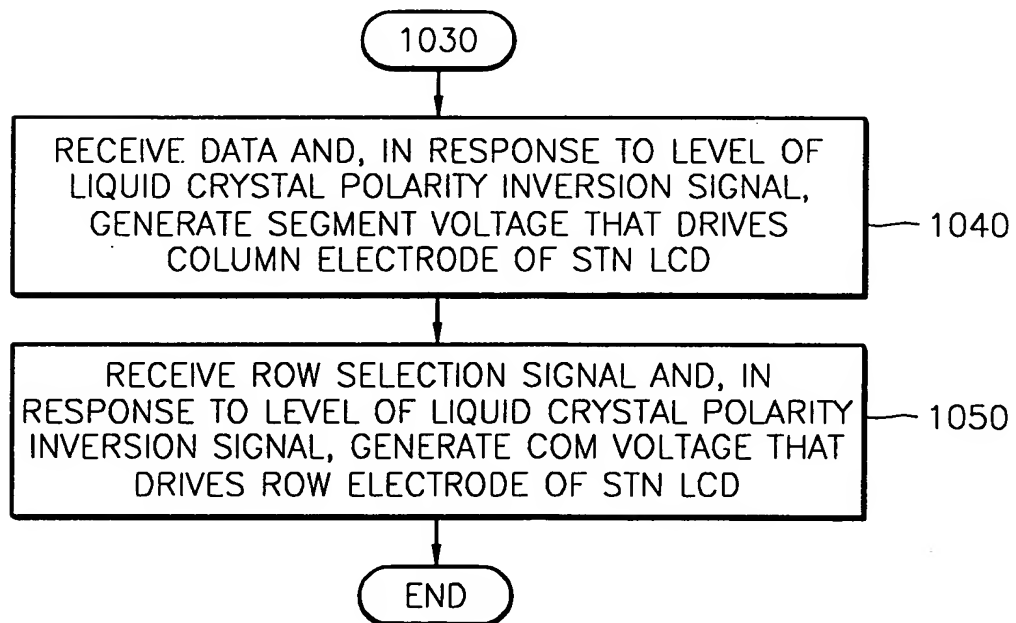 1030
RECEIVE DATA AND, IN RESPONSE TO LEVEL OF
LIQUID CRYSTAL POLARITY INVERSION SIGNAL,
GENERATE SEGMENT VOLTAGE THAT DRIVES
COLUMN ELECTRODE OF STN LCD
1040
RECEIVE ROW SELECTION SIGNAL AND, IN
RESPONSE TO LEVEL OF LIQUID CRYSTAL POLARITY
INVERSION SIGNAL, GENERATE COM VOLTAGE THAT
DRIVES ROW ELECTRODE OF STN LCD
1050
END